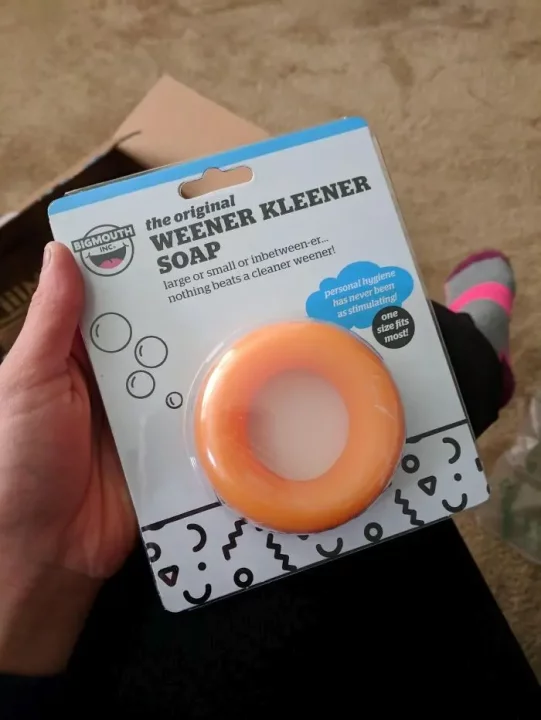 BIGMOUTH
INC.
the original
WEENER KLEENER
SOAP
large or small or inbetween-er...
nothing beats a cleaner weener!
personal hygiene
has never been
as stimulating!
one
size fits
most!